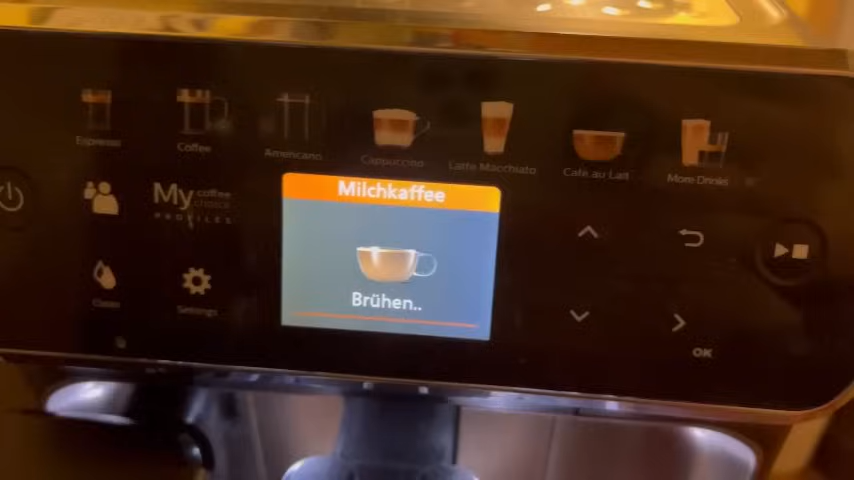 Espresso
Coffee
Americano
Cappuccino
Latte Macchiato
Café au Lait
More Drinks
My coffee choice
PROFILES
Milchkaffee
Brühen..
Clean
Settings
OK